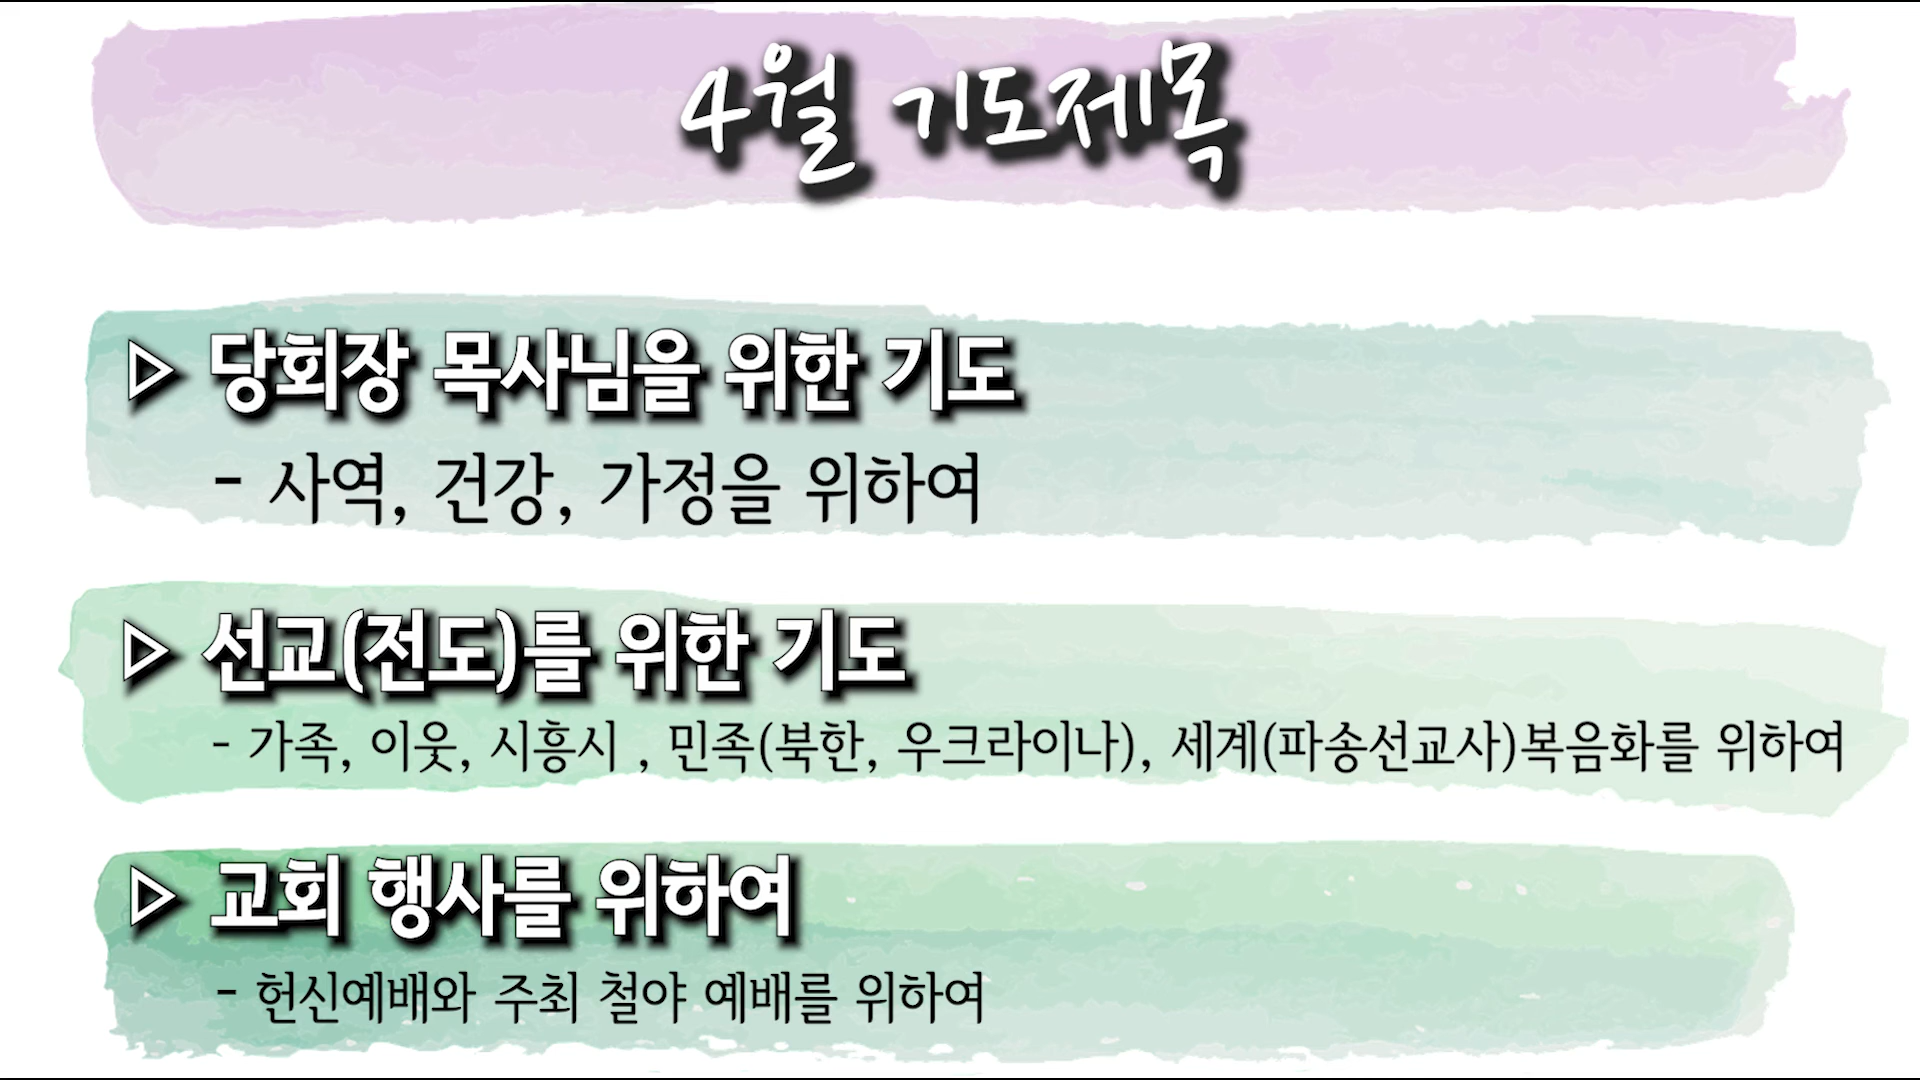 4월 기도제목
▷ 당회장 목사님을 위한 기도
- 사역, 건강, 가정을 위하여
▷ 선교(전도)를 위한 기도
- 가족, 이웃, 시흥시 , 민족(북한, 우크라이나), 세계(파송선교사)복음화를 위하여
▷ 교회 행사를 위하여
- 헌신예배와 주최 철야 예배를 위하여